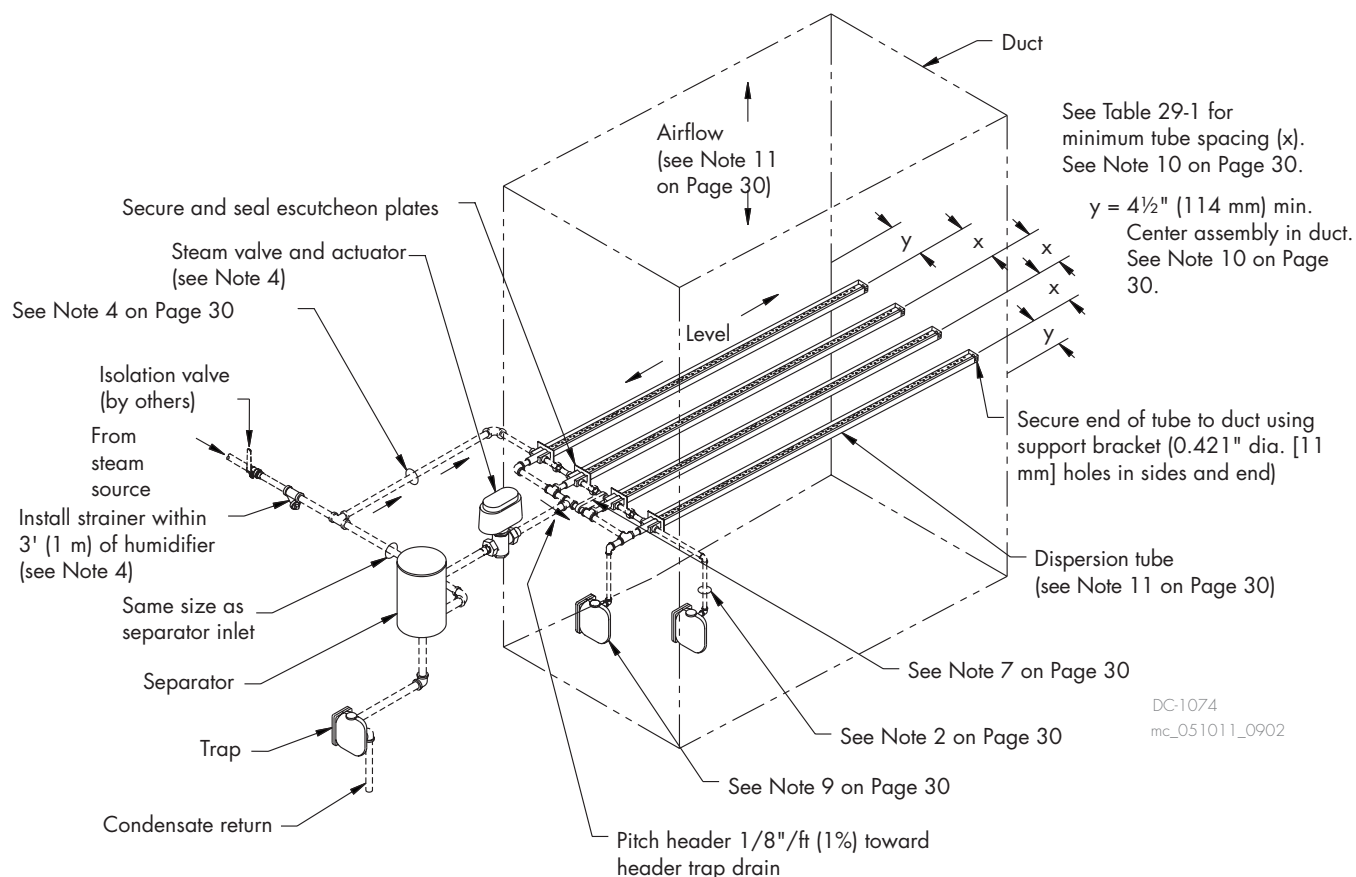 Duct
Airflow
(see Note 11
on Page 30)
See Table 29-1 for
minimum tube spacing (x).
See Note 10 on Page 30.
y = 4½" (114 mm) min.
Center assembly in duct.
See Note 10 on Page
30.
Secure and seal escutcheon plates
Steam valve and actuator
(see Note 4)
See Note 4 on Page 30
y
x
x
x
y
Level
Isolation valve
(by others)
From
steam
source
Install strainer within
3' (1 m) of humidifier
(see Note 4)
Same size as
separator inlet
Separator
Trap
Condensate return
Secure end of tube to duct using
support bracket (0.421" dia. [11
mm] holes in sides and end)
Dispersion tube
(see Note 11 on Page 30)
See Note 7 on Page 30
See Note 2 on Page 30
See Note 9 on Page 30
Pitch header 1/8"/ft (1%) toward
header trap drain
DC-1074
mc_051011_0902